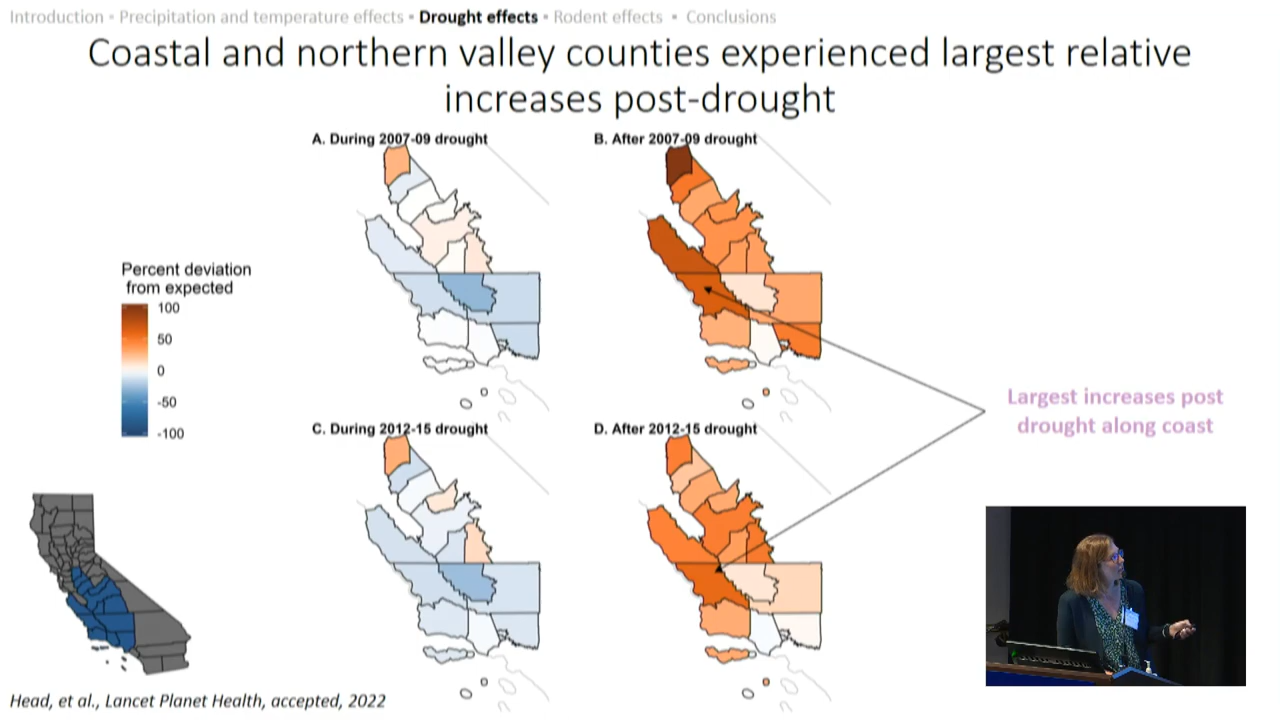 Introduction • Precipitation and temperature effects • Drought effects • Rodent effects • Conclusions
Coastal and northern valley counties experienced largest relative
increases post-drought
A. During 2007-09 drought
B. After 2007-09 drought
Percent deviation
from expected
100
50
0
-50
-100
Largest increases post
drought along coast
C. During 2012-15 drought
D. After 2012-15 drought
Head, et al., Lancet Planet Health, accepted, 2022